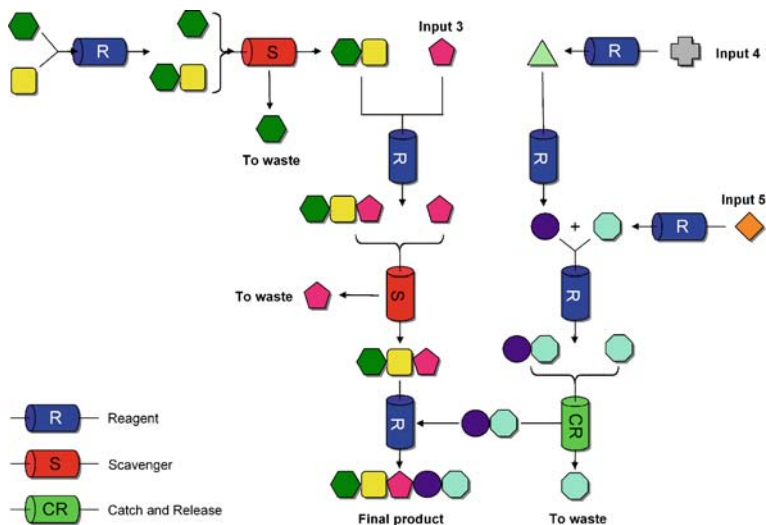 R
S
Input 3
R
Input 4
To waste
R
R
+
Input 5
R
To waste
S
R
R
CR
R Reagent
S Scavenger
CR Catch and Release
Final product
To waste